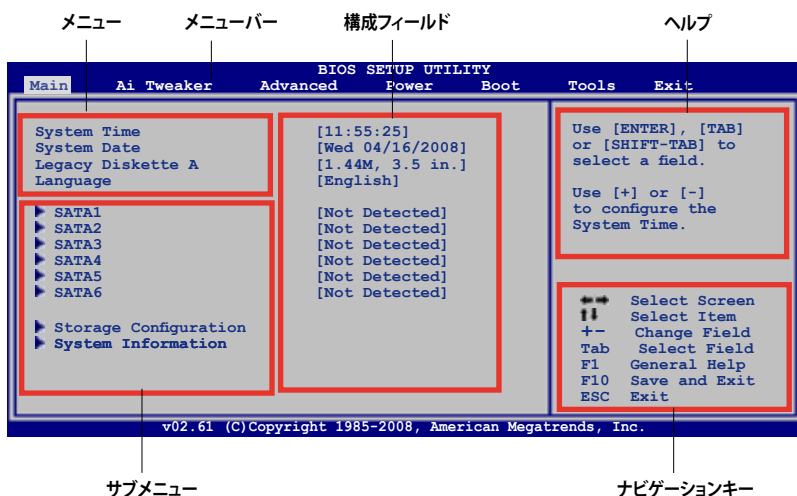 メニュー メニューバー 構成フィールド ヘルプ
BIOS SETUP UTILITY
Main Ai Tweaker Advanced Power Boot Tools Exit
System Time [11:55:25]
System Date [Wed 04/16/2008]
Legacy Diskette A [1.44M, 3.5 in.]
Language [English]
SATA1 [Not Detected]
SATA2 [Not Detected]
SATA3 [Not Detected]
SATA4 [Not Detected]
SATA5 [Not Detected]
SATA6 [Not Detected]
Storage Configuration
System Information
Use [ENTER], [TAB]
or [SHIFT-TAB] to
select a field.
Use [+] or [-]
to configure the
System Time.
←→ Select Screen
↑↓ Select Item
+- Change Field
Tab Select Field
F1 General Help
F10 Save and Exit
ESC Exit
v02.61 (C)Copyright 1985-2008, American Megatrends, Inc.
サブメニュー ナビゲーションキー